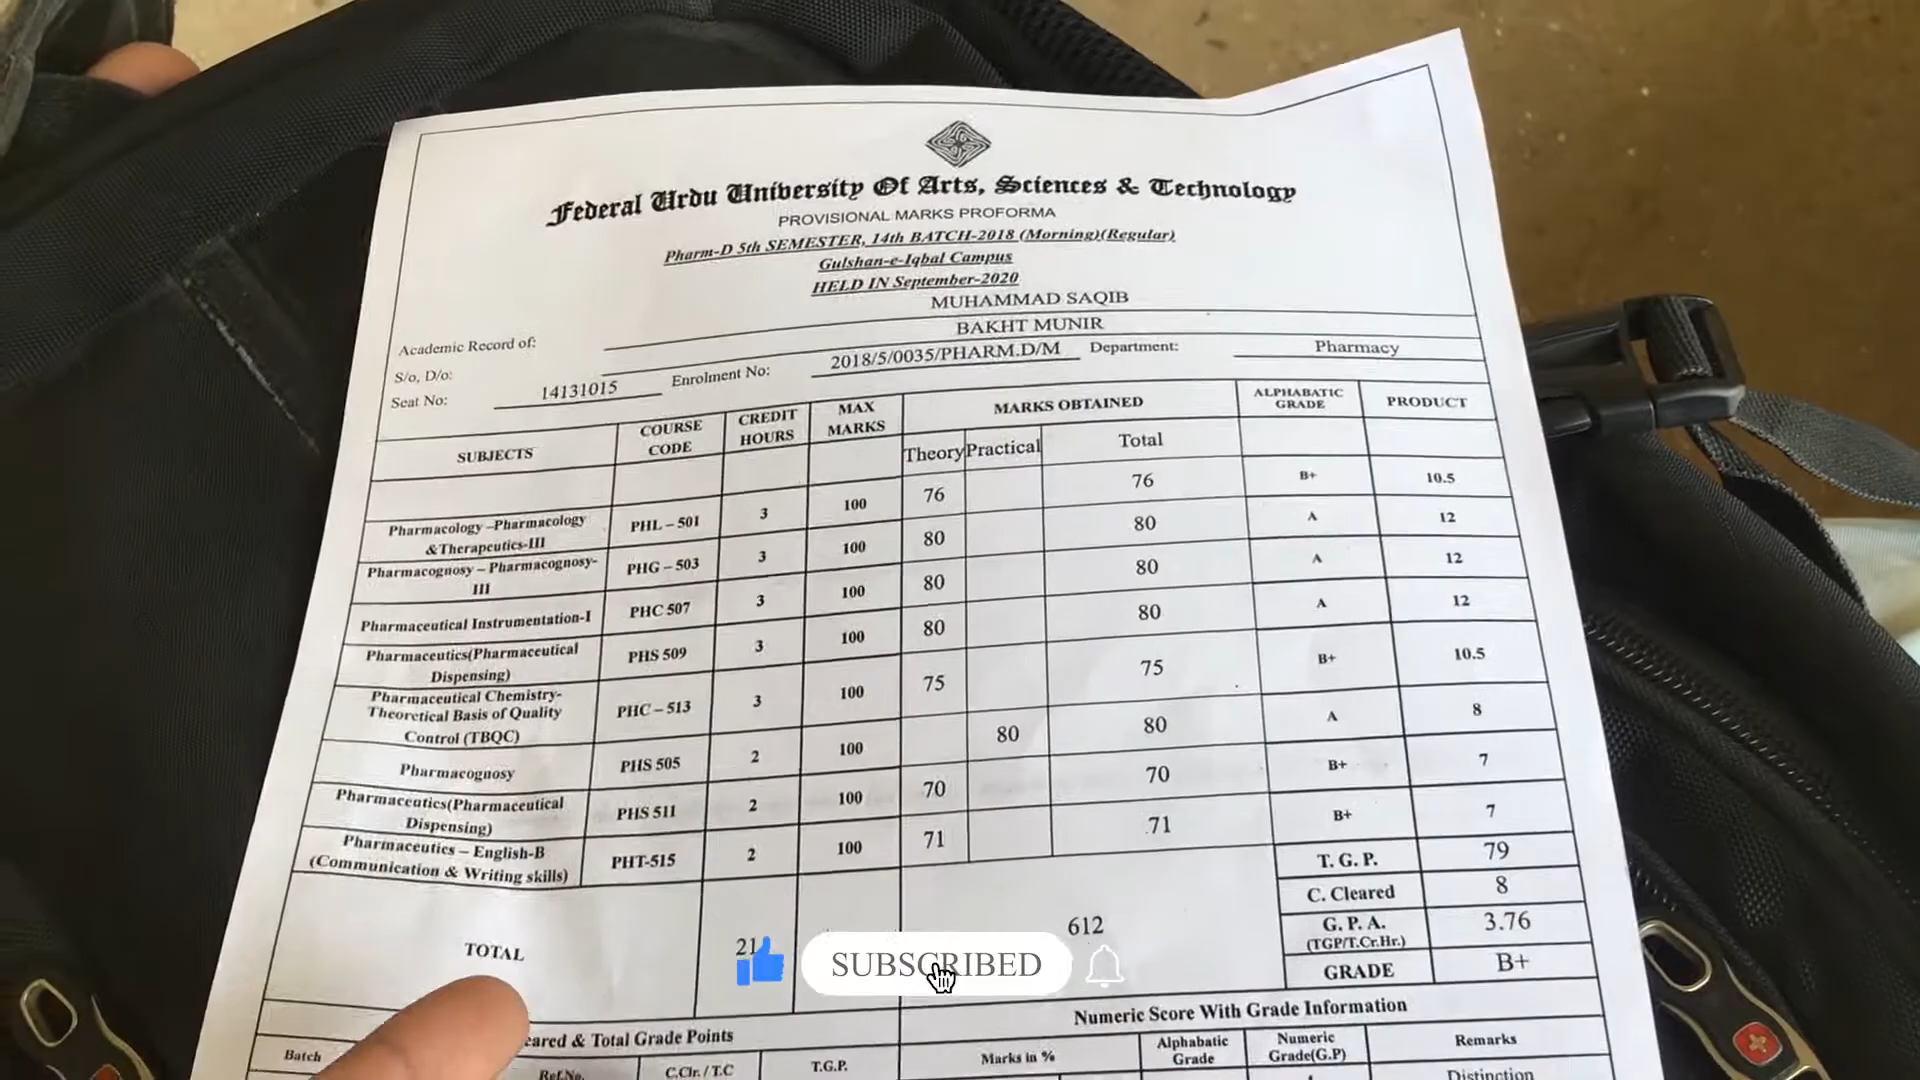 Federal Urdu University Of Arts, Sciences & Technology
PROVISIONAL MARKS PROFORMA
Pharm-D 5th SEMESTER, 14th BATCH-2018 (Morning)(Regular)
Gulshan-e-Iqbal Campus
HELD IN September-2020
Academic Record of: MUHAMMAD SAQIB
S/o, D/o: BAKHT MUNIR
Seat No: 14131015 Enrolment No: 2018/5/0035/PHARM.D/M Department: Pharmacy
SUBJECTS COURSE CODE CREDIT HOURS MAX MARKS MARKS OBTAINED ALPHABATIC GRADE PRODUCT
Theory Practical Total
Pharmacology –Pharmacology &Therapeutics-III PHL – 501 3 100 76 76 B+ 10.5
Pharmacognosy – Pharmacognosy-III PHG – 503 3 100 80 80 A 12
Pharmaceutical Instrumentation-I PHC 507 3 100 80 80 A 12
Pharmaceutics(Pharmaceutical Dispensing) PHS 509 3 100 80 80 A 12
Pharmaceutical Chemistry-Theoretical Basis of Quality Control (TBQC) PHC – 513 3 100 75 75 B+ 10.5
Pharmacognosy PHS 505 2 100 80 80 A 8
Pharmaceutics(Pharmaceutical Dispensing) PHS 511 2 100 70 70 B+ 7
Pharmaceutics – English-B (Communication & Writing skills) PHT-515 2 100 71 71 B+ 7
T. G. P. 79
C. Cleared 8
TOTAL 21 612 G. P. A. (TGP/T.Cr.Hr.) 3.76
GRADE B+
SUBSCRIBED
eared & Total Grade Points Numeric Score With Grade Information
Batch Ref.No. C.Clr. / T.C T.G.P. Marks in % Alphabatic Grade Numeric Grade(G.P) Remarks
Distinction